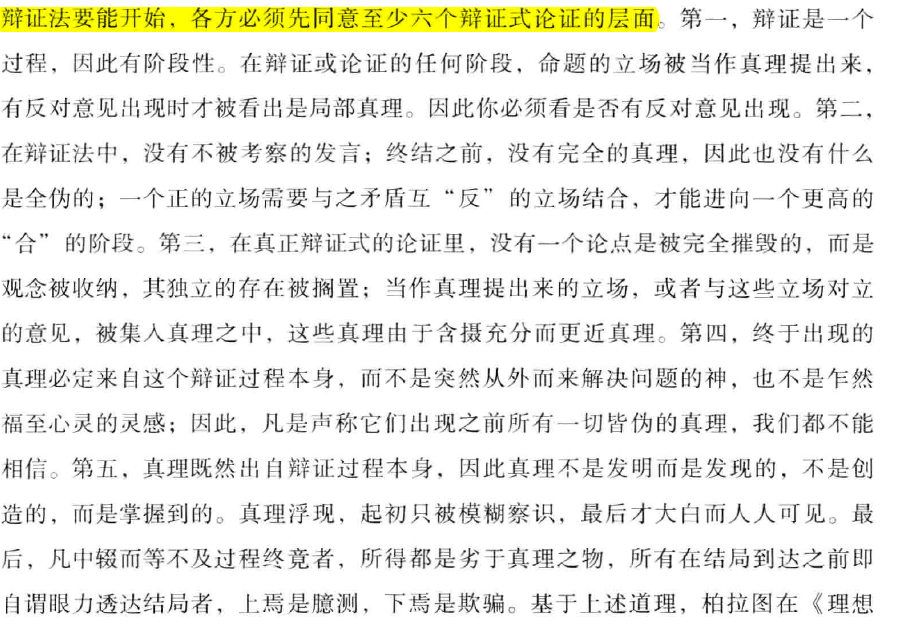 辩证法要能开始，各方必须先同意至少六个辩证式论证的层面。第一，辩证是一个
过程，因此有阶段性。在辩证或论证的任何阶段，命题的立场被当作真理提出来，
有反对意见出现时才被看出是局部真理。因此你必须看是否有反对意见出现。第二，
在辩证法中，没有不被考察的发言；终结之前，没有完全的真理，因此也没有什么
是全伪的；一个正的立场需要与之矛盾互“反”的立场结合，才能进向一个更高的
“合”的阶段。第三，在真正辩证式的论证里，没有一个论点是被完全摧毁的，而是
观念被收纳，其独立的存在被搁置；当作真理提出来的立场，或者与这些立场对立
的意见，被集入真理之中，这些真理由于含摄充分而更近真理。第四，终于出现的
真理必定来自这个辩证过程本身，而不是突然从外而来解决问题的神，也不是乍然
福至心灵的灵感；因此，凡是声称它们出现之前所有一切皆伪的真理，我们都不能
相信。第五，真理既然出自辩证过程本身，因此真理不是发明而是发现的，不是创
造的，而是掌握到的。真理浮现，起初只被模糊察识，最后才大白而人人可见。最
后，凡中辍而等不及过程终竟者，所得都是劣于真理之物，所有在结局到达之前即
自谓眼力透达结局者，上焉是臆测，下焉是欺骗。基于上述道理，柏拉图在《理想